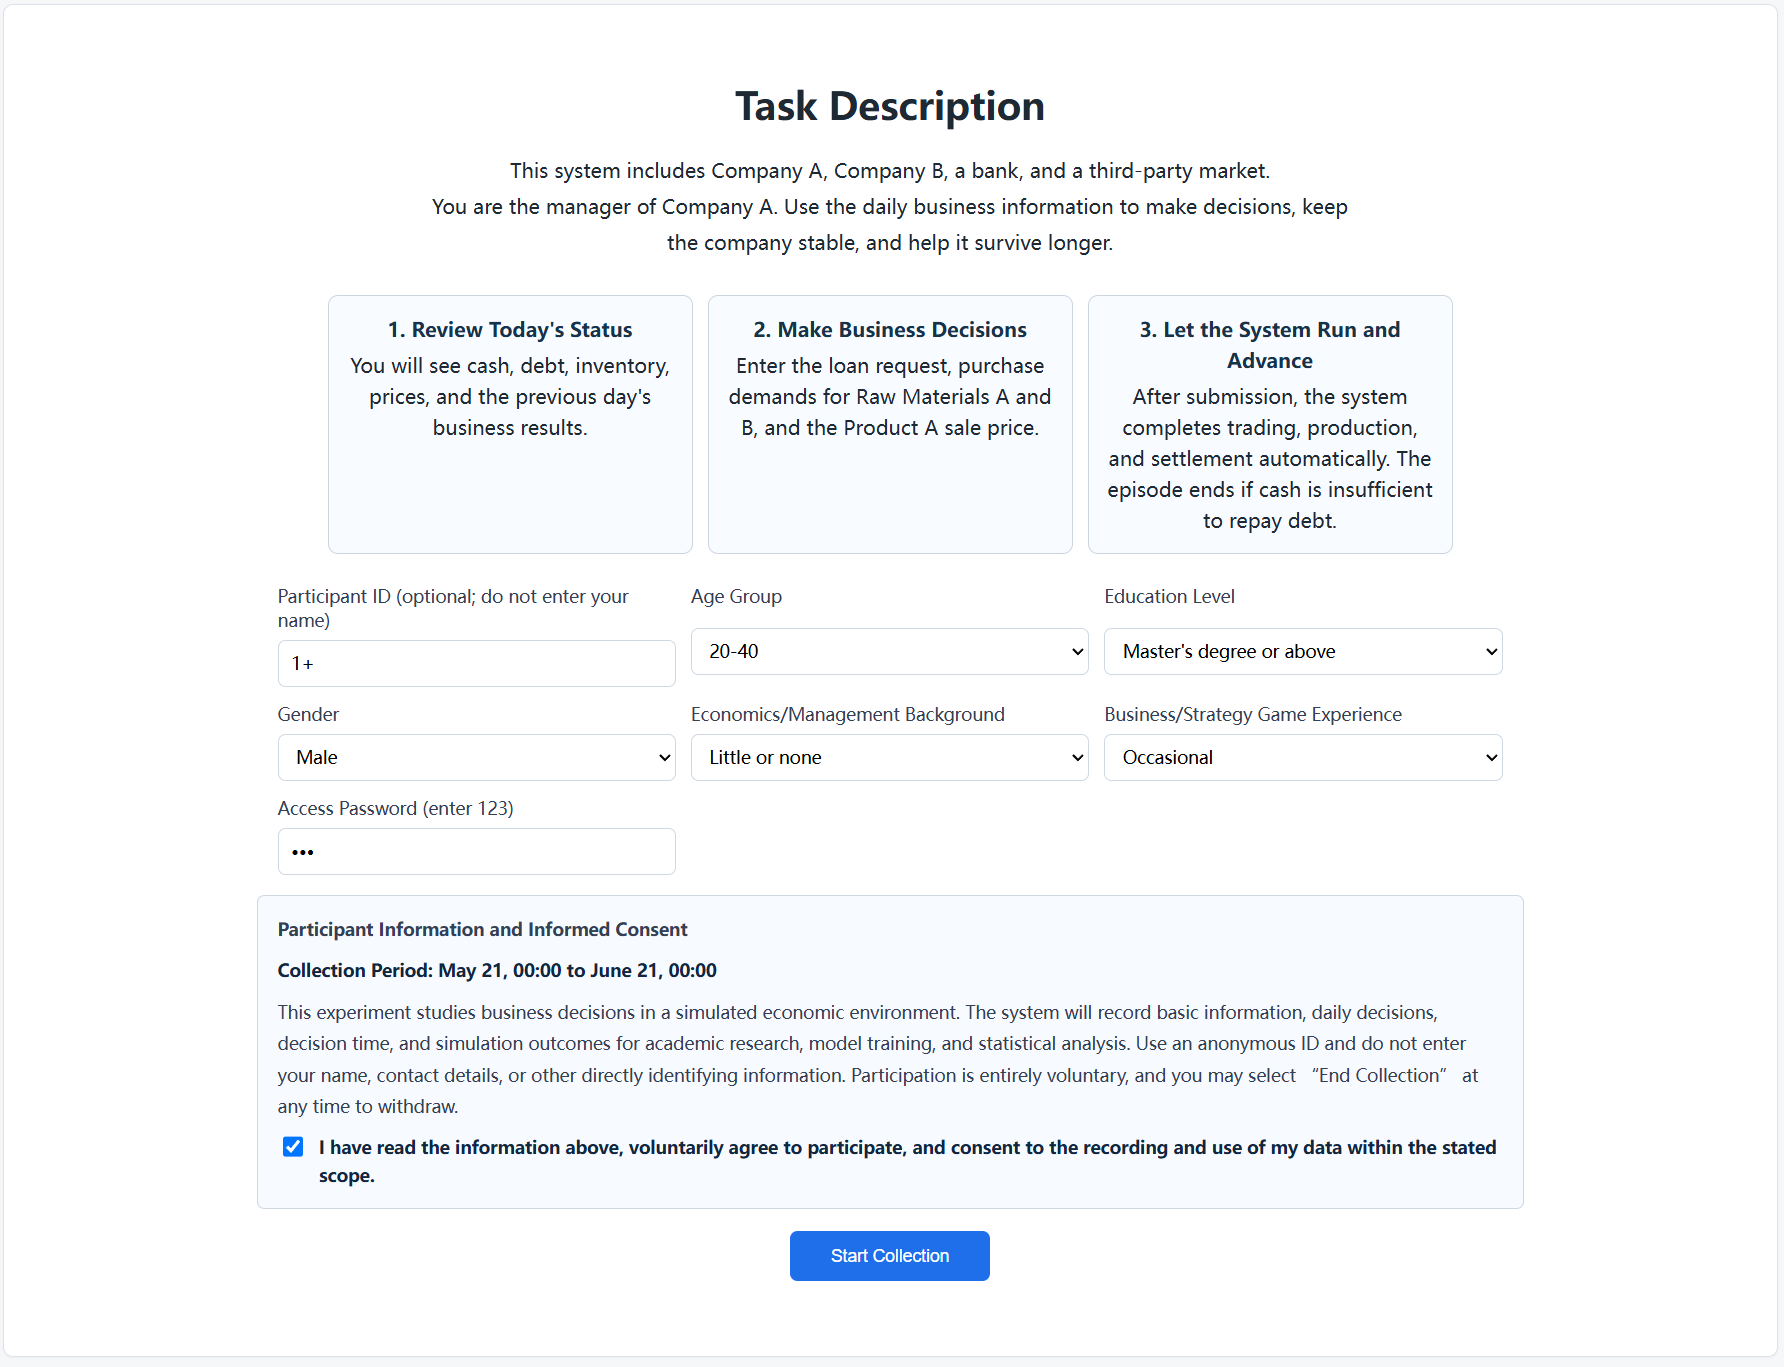 Task Description
This system includes Company A, Company B, a bank, and a third-party market.
You are the manager of Company A. Use the daily business information to make decisions, keep
the company stable, and help it survive longer.
1. Review Today's Status
You will see cash, debt, inventory,
prices, and the previous day's
business results.
2. Make Business Decisions
Enter the loan request, purchase
demands for Raw Materials A and
B, and the Product A sale price.
3. Let the System Run and
Advance
After submission, the system
completes trading, production,
and settlement automatically. The
episode ends if cash is insufficient
to repay debt.
Participant ID (optional; do not enter your
name)
1+
Age Group
20-40
Education Level
Master's degree or above
Gender
Male
Economics/Management Background
Little or none
Business/Strategy Game Experience
Occasional
Access Password (enter 123)
•••
Participant Information and Informed Consent
Collection Period: May 21, 00:00 to June 21, 00:00
This experiment studies business decisions in a simulated economic environment. The system will record basic information, daily decisions,
decision time, and simulation outcomes for academic research, model training, and statistical analysis. Use an anonymous ID and do not enter
your name, contact details, or other directly identifying information. Participation is entirely voluntary, and you may select “End Collection” at
any time to withdraw.
I have read the information above, voluntarily agree to participate, and consent to the recording and use of my data within the stated
scope.
Start Collection